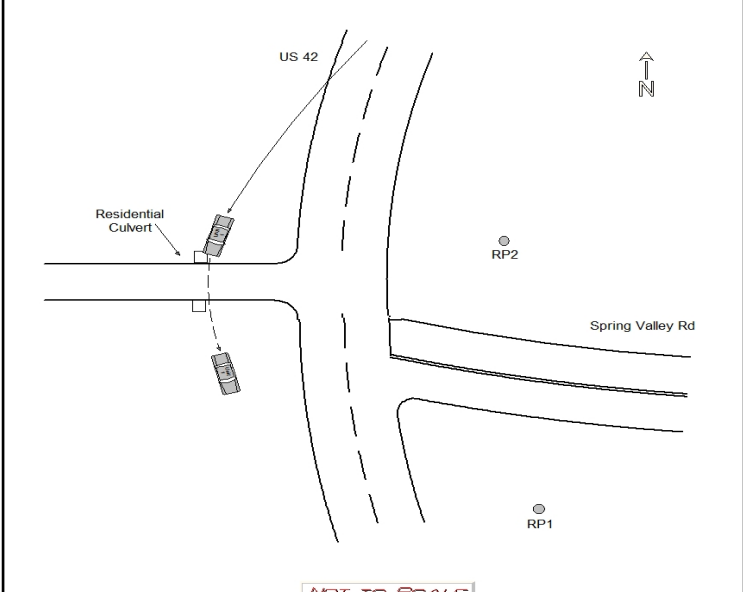 US 42
N
Residential
Culvert
RP2
Spring Valley Rd
RP1
NOT TO SCALE